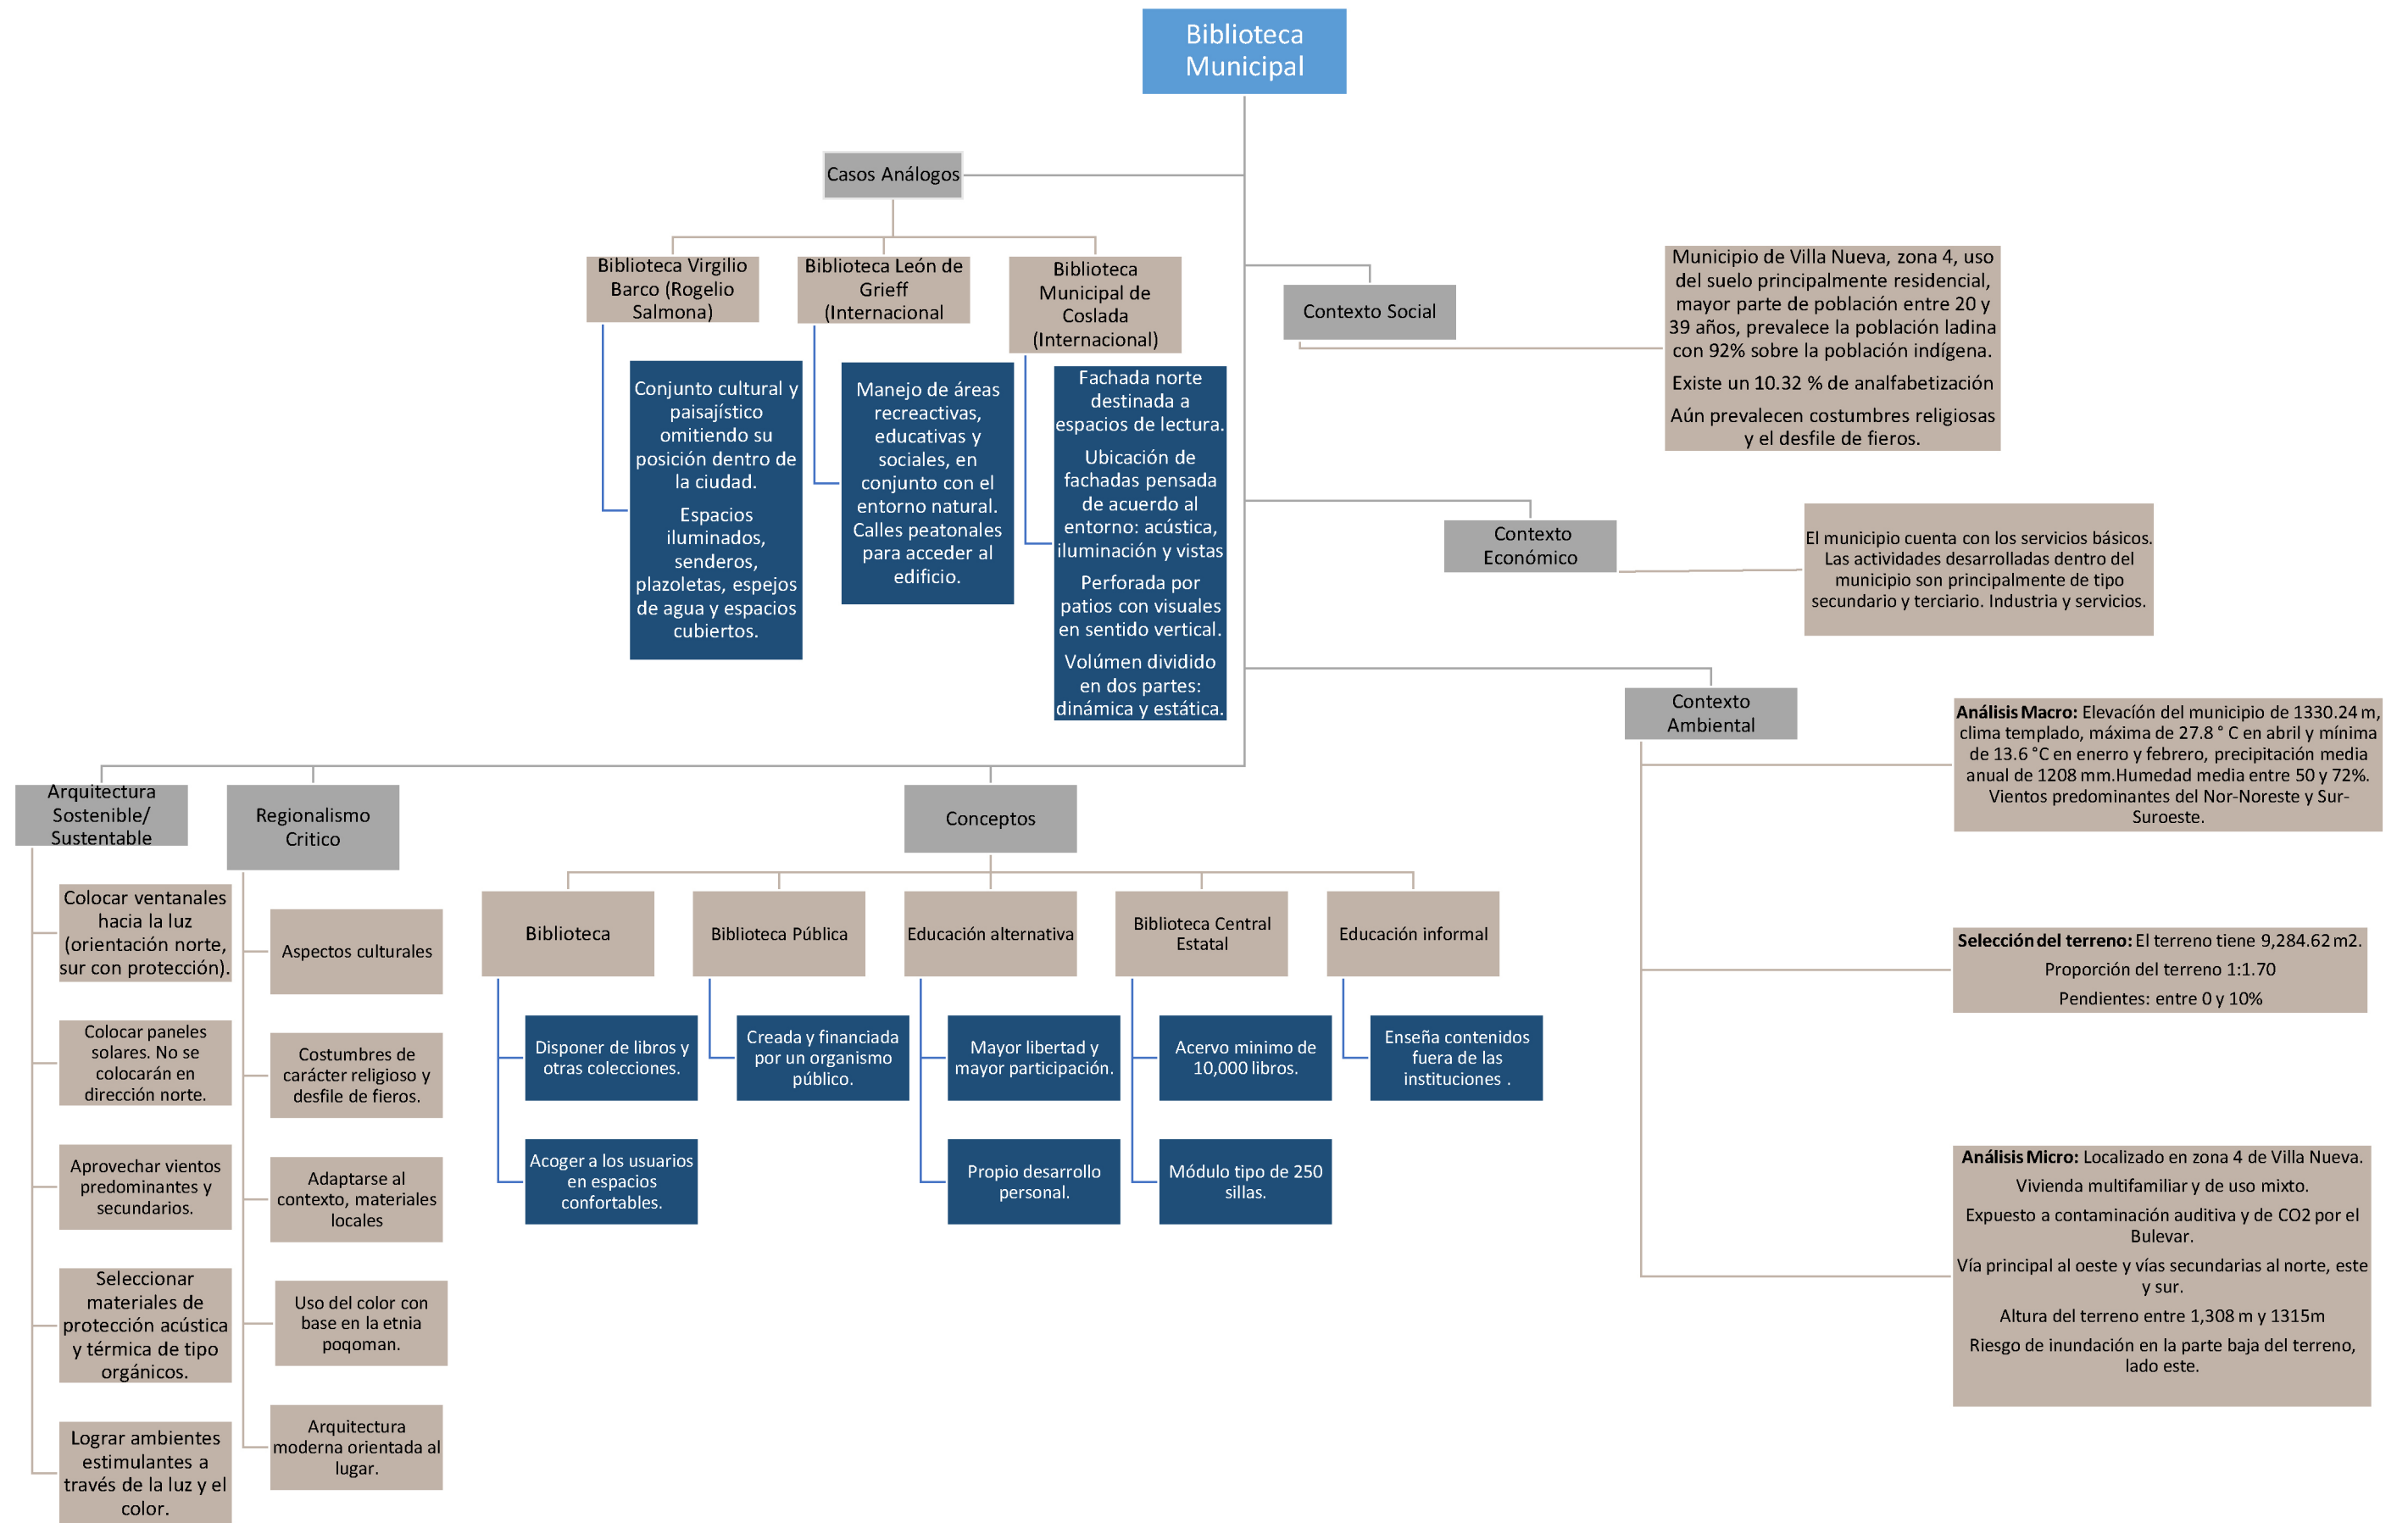 Biblioteca
Municipal
Casos Análogos
Biblioteca Virgilio
Barco (Rogelio
Salmona)
Conjunto cultural y
paisajístico
omitiendo su
posición dentro de
la ciudad.
Espacios
iluminados,
senderos,
plazoletas, espejos
de agua y espacios
cubiertos.
Biblioteca León de
Grieff
(Internacional
Manejo de áreas
recreactivas,
educativas y
sociales, en
conjunto con el
entorno natural.
Calles peatonales
para acceder al
edificio.
Biblioteca
Municipal de
Coslada
(Internacional)
Fachada norte
destinada a
espacios de lectura.
Ubicación de
fachadas pensada
de acuerdo al
entorno: acústica,
iluminación y vistas
Perforada por
patios con visuales
en sentido vertical.
Volúmen dividido
en dos partes:
dinámica y estática.
Contexto Social
Municipio de Villa Nueva, zona 4, uso
del suelo principalmente residencial,
mayor parte de población entre 20 y
39 años, prevalece la población ladina
con 92% sobre la población indígena.
Existe un 10.32 % de analfabetización
Aún prevalecen costumbres religiosas
y el desfile de fieros.
Contexto
Económico
El municipio cuenta con los servicios básicos.
Las actividades desarrolladas dentro del
municipio son principalmente de tipo
secundario y terciario. Industria y servicios.
Contexto
Ambiental
Análisis Macro: Elevación del municipio de 1330.24 m,
clima templado, máxima de 27.8 ° C en abril y mínima
de 13.6 °C en enerro y febrero, precipitación media
anual de 1208 mm.Humedad media entre 50 y 72%.
Vientos predominantes del Nor-Noreste y Sur-
Suroeste.
Selección del terreno: El terreno tiene 9,284.62 m2.
Proporción del terreno 1:1.70
Pendientes: entre 0 y 10%
Análisis Micro: Localizado en zona 4 de Villa Nueva.
Vivienda multifamiliar y de uso mixto.
Expuesto a contaminación auditiva y de CO2 por el
Bulevar.
Vía principal al oeste y vías secundarias al norte, este
y sur.
Altura del terreno entre 1,308 m y 1315m
Riesgo de inundación en la parte baja del terreno,
lado este.
Arquitectura
Sostenible/
Sustentable
Colocar ventanales
hacia la luz
(orientación norte,
sur con protección).
Colocar paneles
solares. No se
colocarán en
dirección norte.
Aprovechar vientos
predominantes y
secundarios.
Seleccionar
materiales de
protección acústica
y térmica de tipo
orgánicos.
Lograr ambientes
estimulantes a
través de la luz y el
color.
Regionalismo
Critico
Aspectos culturales
Costumbres de
carácter religioso y
desfile de fieros.
Adaptarse al
contexto, materiales
locales
Uso del color con
base en la etnia
poqoman.
Arquitectura
moderna orientada al
lugar.
Conceptos
Biblioteca
Disponer de libros y
otras colecciones.
Acoger a los usuarios
en espacios
confortables.
Biblioteca Pública
Creada y financiada
por un organismo
público.
Educación alternativa
Mayor libertad y
mayor participación.
Propio desarrollo
personal.
Biblioteca Central
Estatal
Acervo minimo de
10,000 libros.
Módulo tipo de 250
sillas.
Educación informal
Enseña contenidos
fuera de las
instituciones .